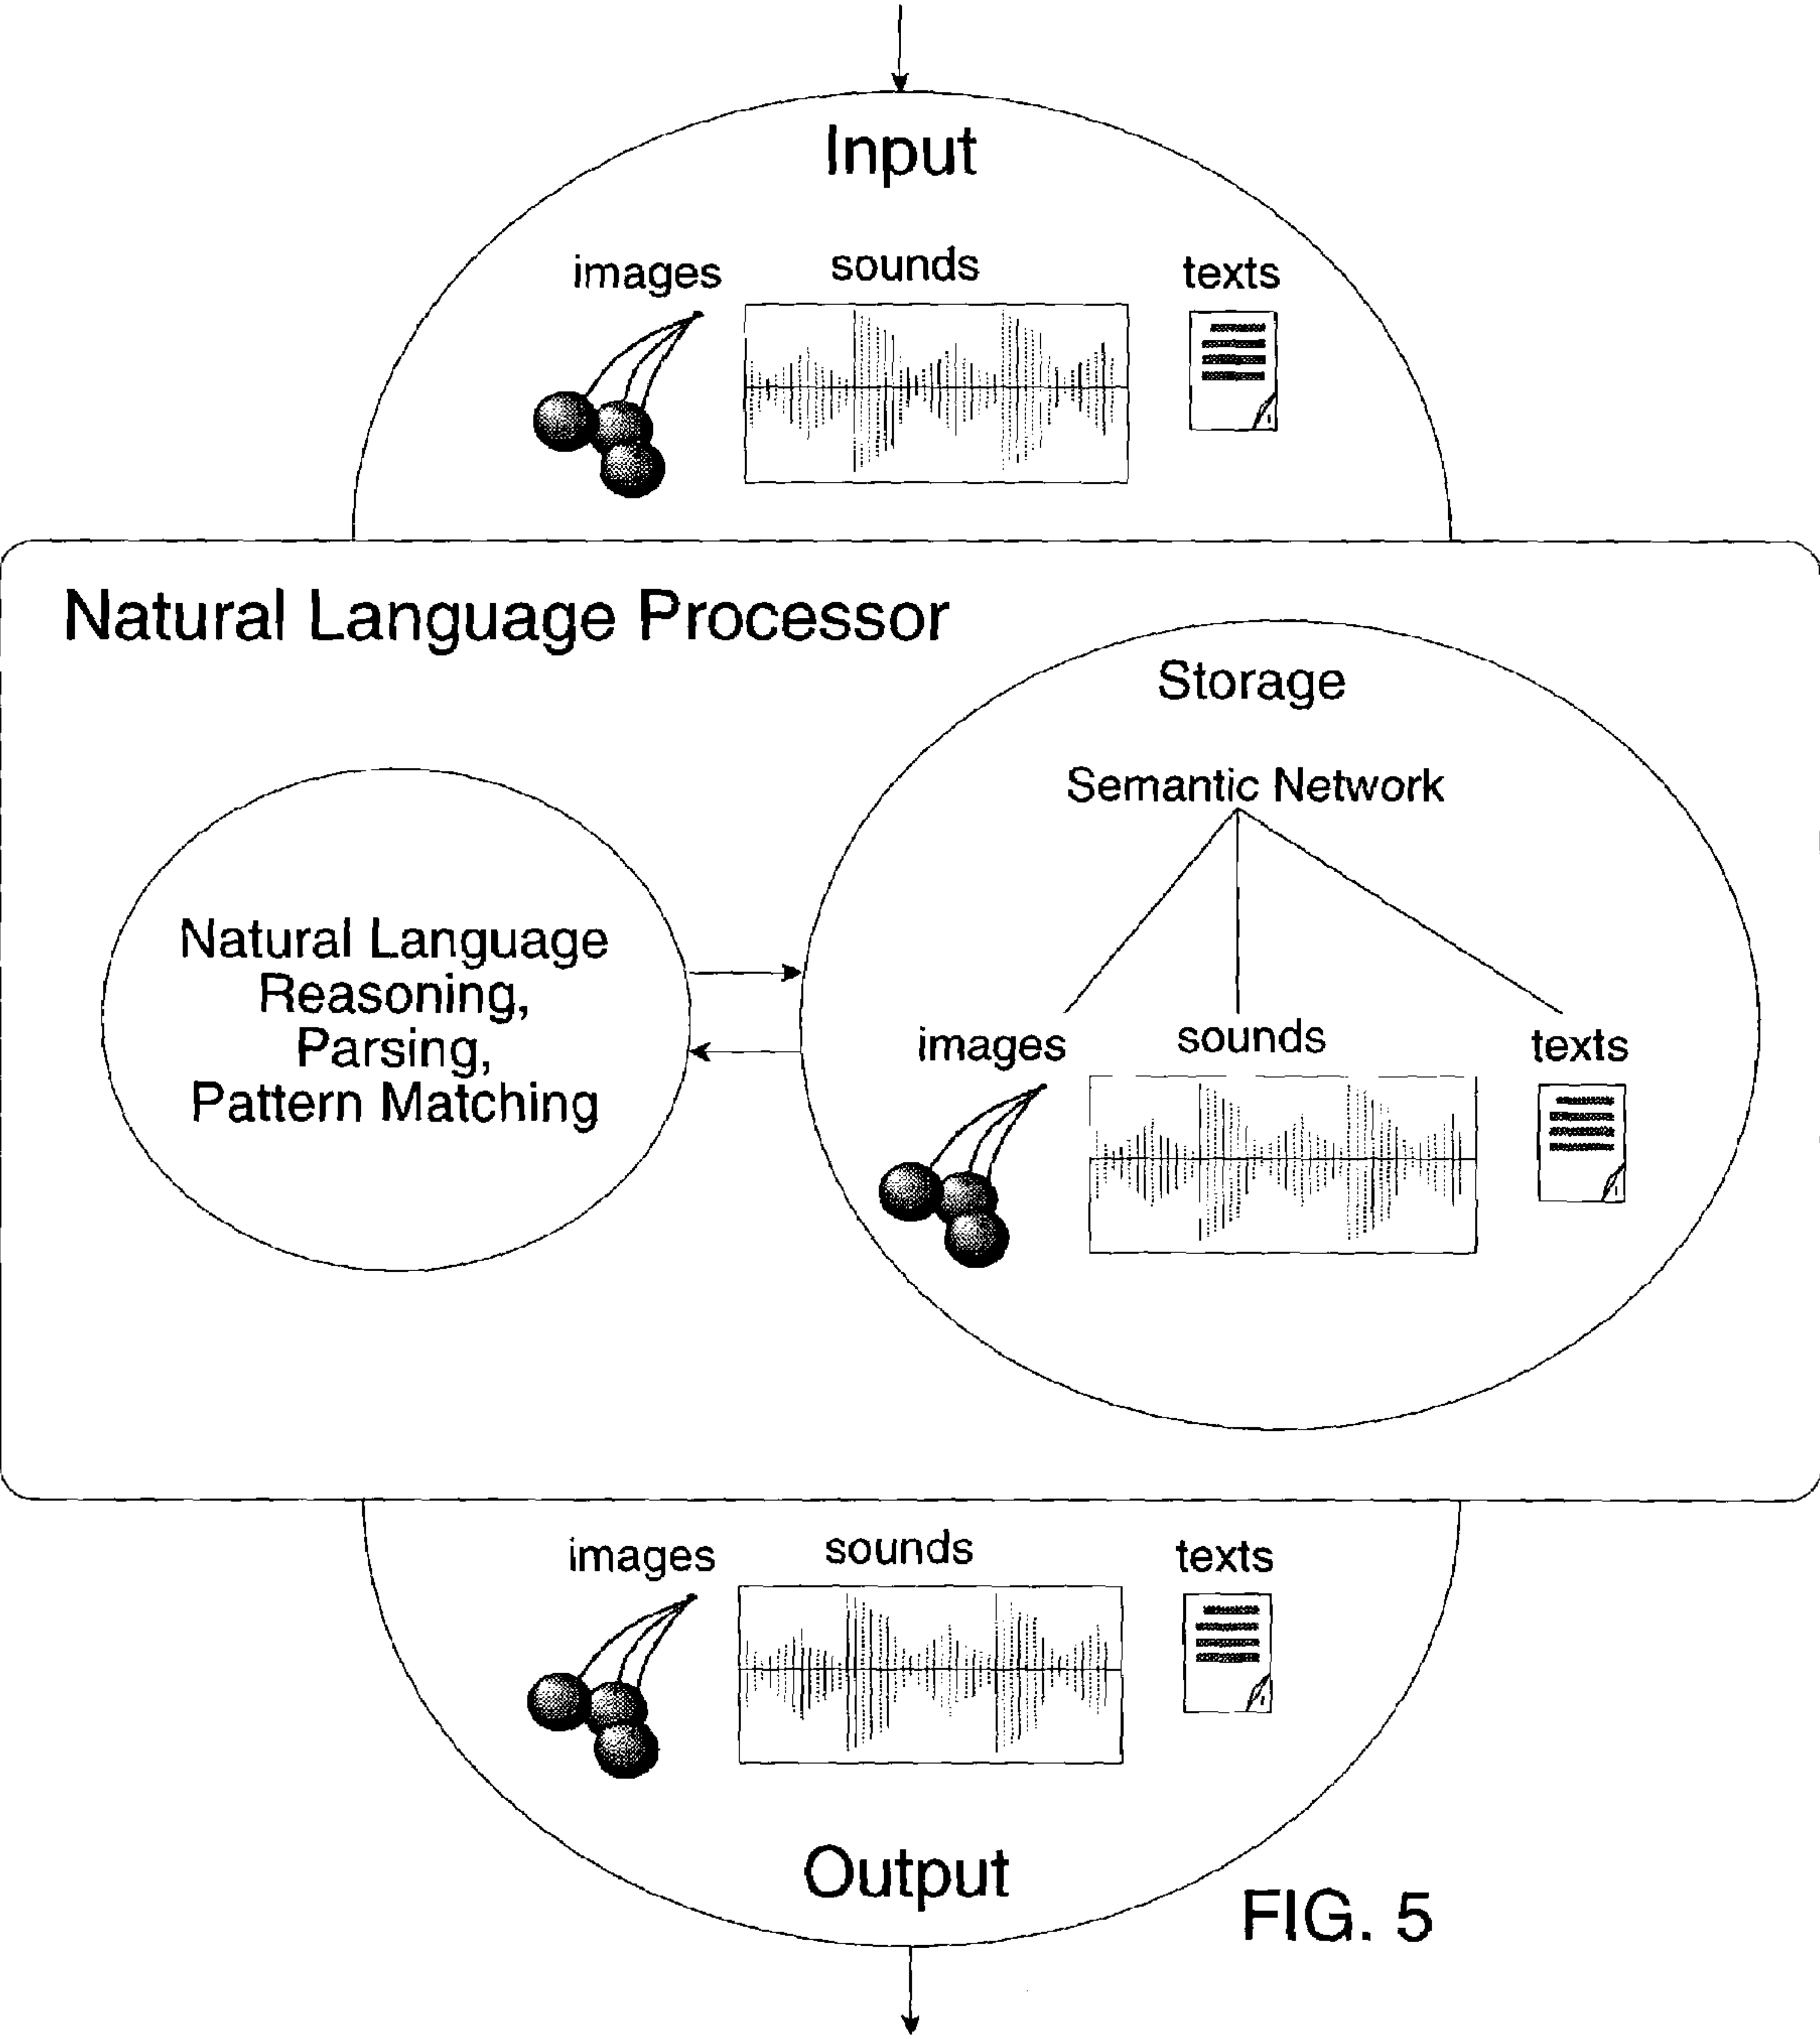 Input
images sounds texts
Natural Language Processor
Storage
Semantic Network
Natural Language
Reasoning,
Parsing,
Pattern Matching
images sounds texts
images sounds texts
Output
FIG. 5